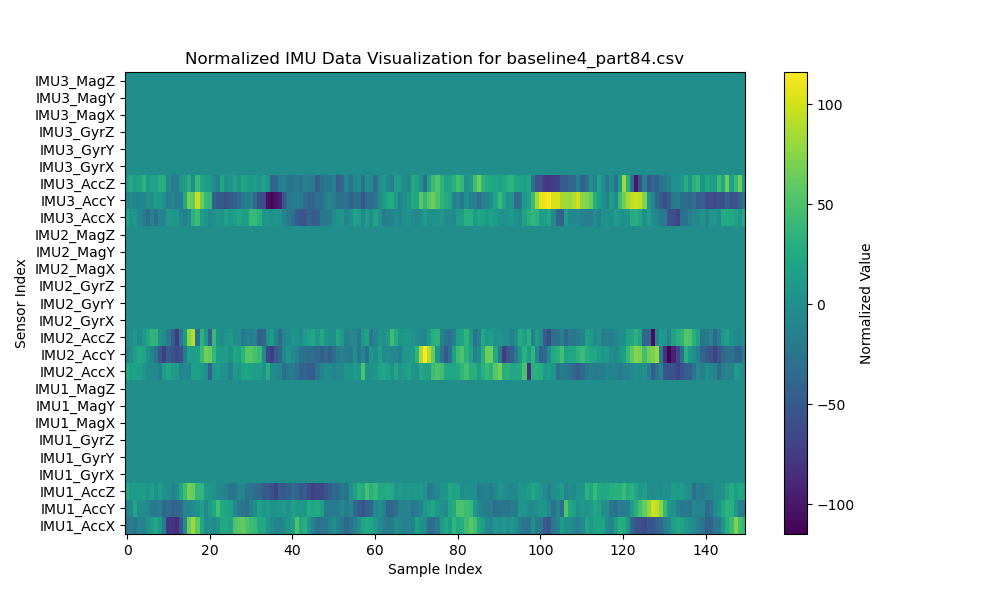 Normalized IMU Data Visualization for baseline4_part84.csv
IMU3_MagZ
IMU3_MagY
IMU3_MagX
IMU3_GyrZ
IMU3_GyrY
IMU3_GyrX
IMU3_AccZ
IMU3_AccY
IMU3_AccX
IMU2_MagZ
IMU2_MagY
IMU2_MagX
IMU2_GyrZ
IMU2_GyrY
IMU2_GyrX
IMU2_AccZ
IMU2_AccY
IMU2_AccX
IMU1_MagZ
IMU1_MagY
IMU1_MagX
IMU1_GyrZ
IMU1_GyrY
IMU1_GyrX
IMU1_AccZ
IMU1_AccY
IMU1_AccX
Sensor Index
0 20 40 60 80 100 120 140
Sample Index
100
50
0
−50
−100
Normalized Value